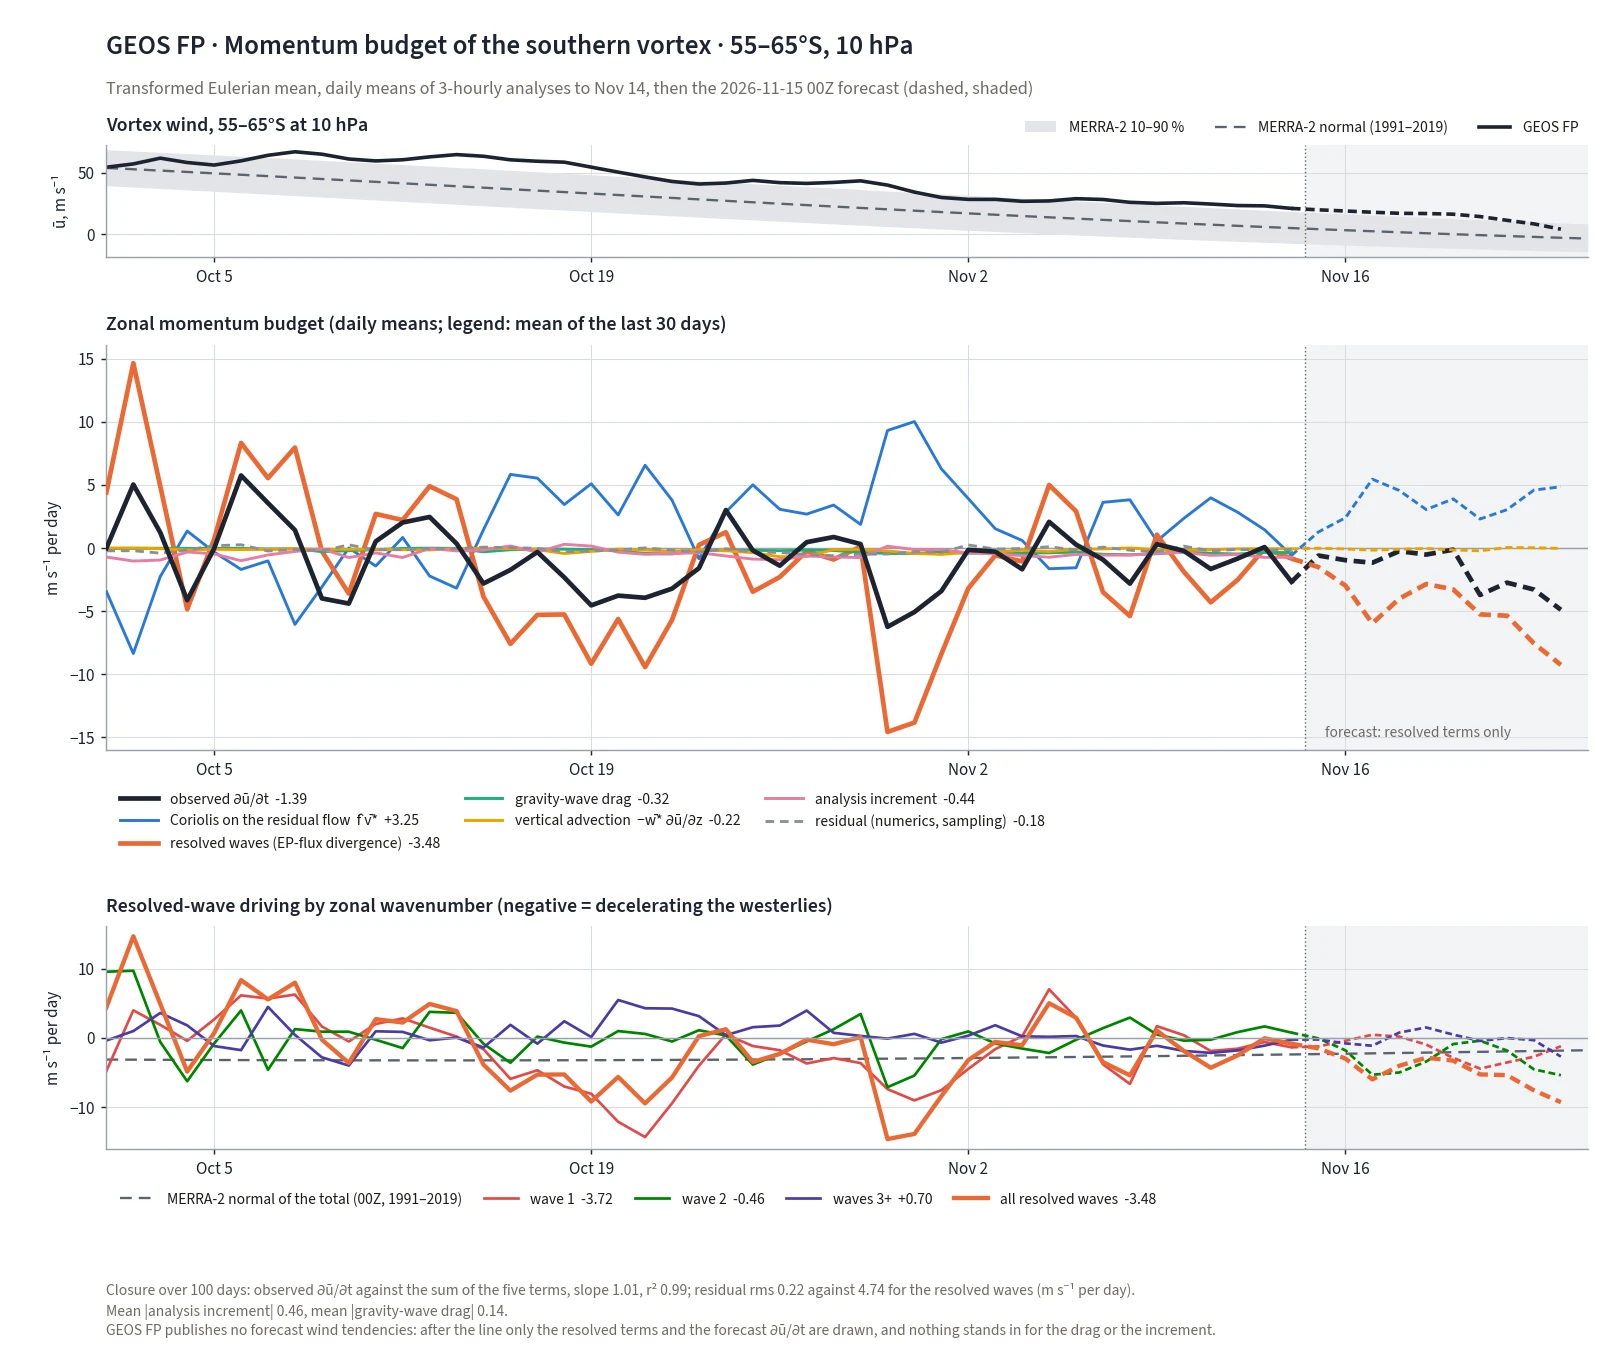 GEOS FP · Momentum budget of the southern vortex · 55–65°S, 10 hPa
Transformed Eulerian mean, daily means of 3-hourly analyses to Nov 14, then the 2026-11-15 00Z forecast (dashed, shaded)
Vortex wind, 55–65°S at 10 hPa
MERRA-2 10–90 % MERRA-2 normal (1991–2019) GEOS FP
50
0
ū, m s⁻¹
Oct 5 Oct 19 Nov 2 Nov 16
Zonal momentum budget (daily means; legend: mean of the last 30 days)
15
10
5
0
−5
−10
−15
m s⁻¹ per day
forecast: resolved terms only
Oct 5 Oct 19 Nov 2 Nov 16
observed ∂ū/∂t -1.39 gravity-wave drag -0.32 analysis increment -0.44
Coriolis on the residual flow f v̄* +3.25 vertical advection −w̄* ∂ū/∂z -0.22 residual (numerics, sampling) -0.18
resolved waves (EP-flux divergence) -3.48
Resolved-wave driving by zonal wavenumber (negative = decelerating the westerlies)
10
0
−10
m s⁻¹ per day
Oct 5 Oct 19 Nov 2 Nov 16
MERRA-2 normal of the total (00Z, 1991–2019) wave 1 -3.72 wave 2 -0.46 waves 3+ +0.70 all resolved waves -3.48
Closure over 100 days: observed ∂ū/∂t against the sum of the five terms, slope 1.01, r² 0.99; residual rms 0.22 against 4.74 for the resolved waves (m s⁻¹ per day).
Mean |analysis increment| 0.46, mean |gravity-wave drag| 0.14.
GEOS FP publishes no forecast wind tendencies: after the line only the resolved terms and the forecast ∂ū/∂t are drawn, and nothing stands in for the drag or the increment.